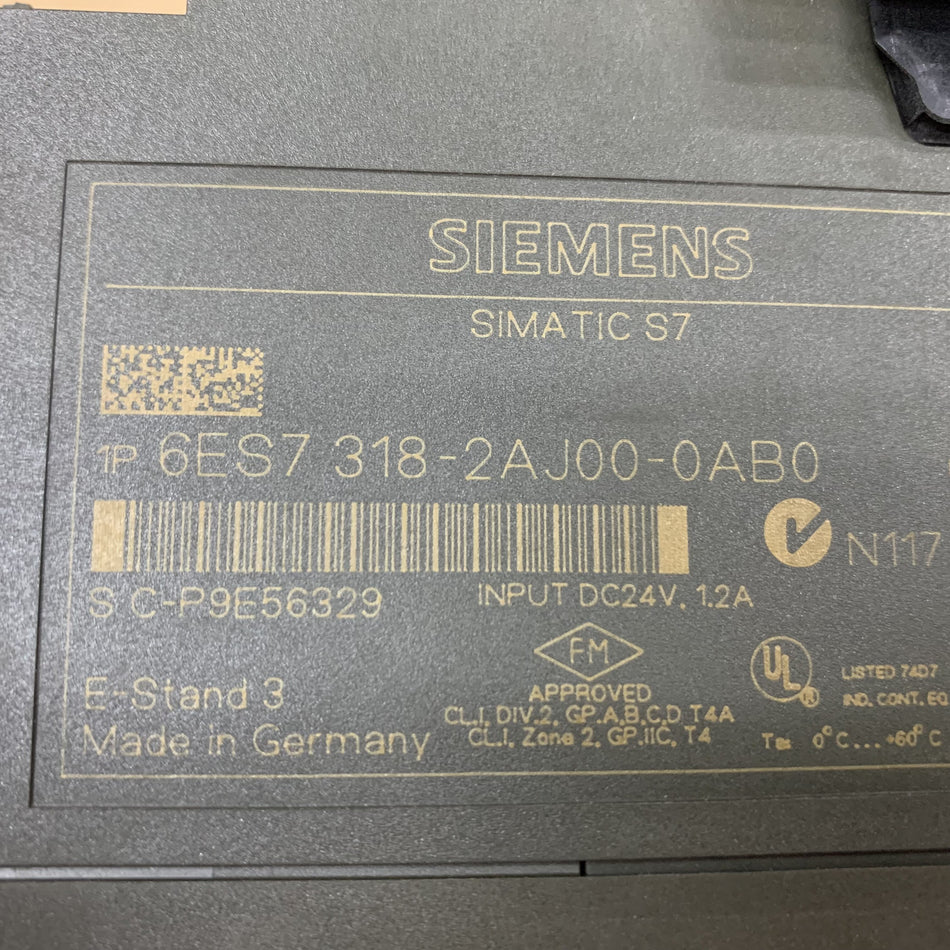 SIEMENS
SIMATIC S7
1P 6ES7 318-2AJ00-0AB0
N117
S C-P9E56329
INPUT DC24V, 1.2A
FM
APPROVED
CL.I, DIV.2, GP.A,B,C,D T4A
CL.I, Zone 2, GP.IIC, T4
UL
LISTED 74D7
IND. CONT. EQ
0°C...+60°C
E-Stand 3
Made in Germany